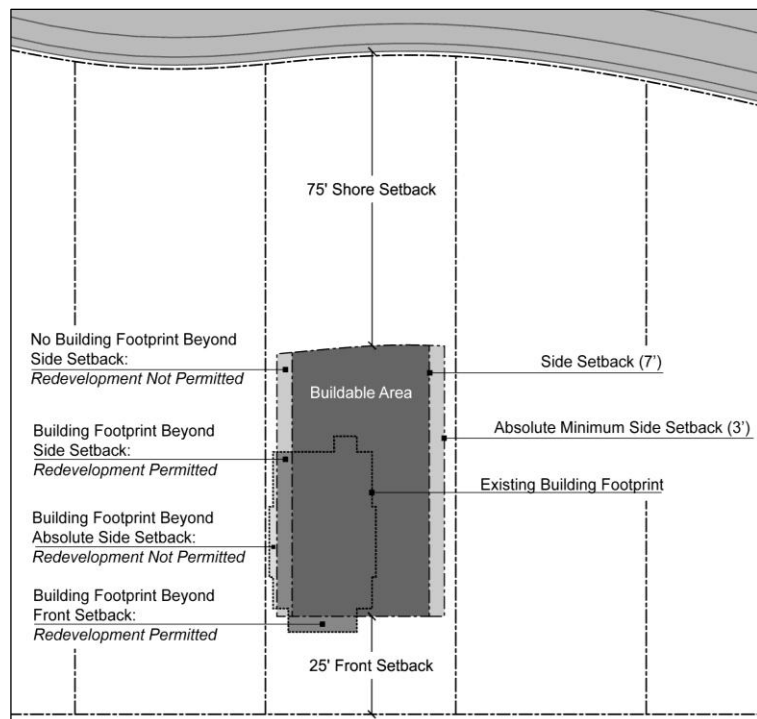 75' Shore Setback
No Building Footprint Beyond
Side Setback:
Redevelopment Not Permitted
Side Setback (7')
Buildable Area
Absolute Minimum Side Setback (3')
Building Footprint Beyond
Side Setback:
Redevelopment Permitted
Existing Building Footprint
Building Footprint Beyond
Absolute Side Setback:
Redevelopment Not Permitted
Building Footprint Beyond
Front Setback:
Redevelopment Permitted
25' Front Setback